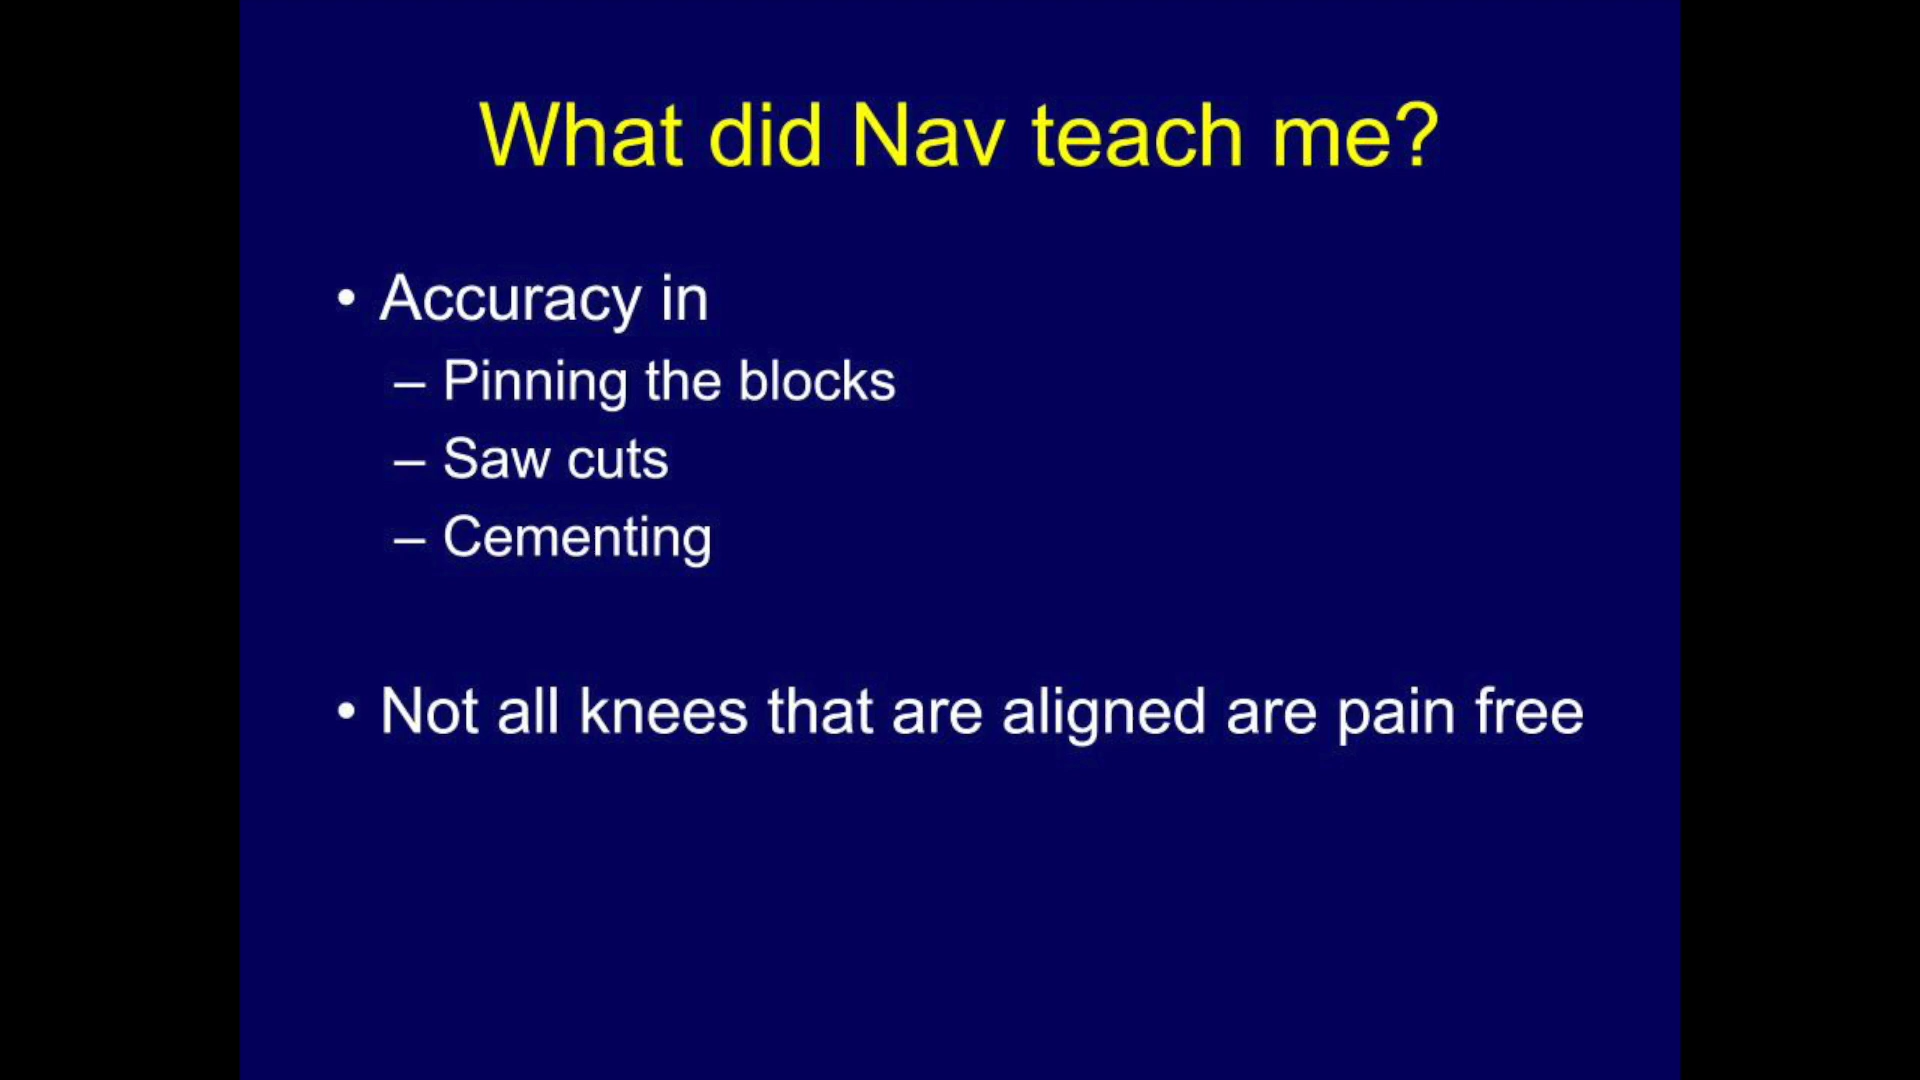 What did Nav teach me?
• Accuracy in
– Pinning the blocks
– Saw cuts
– Cementing
• Not all knees that are aligned are pain free